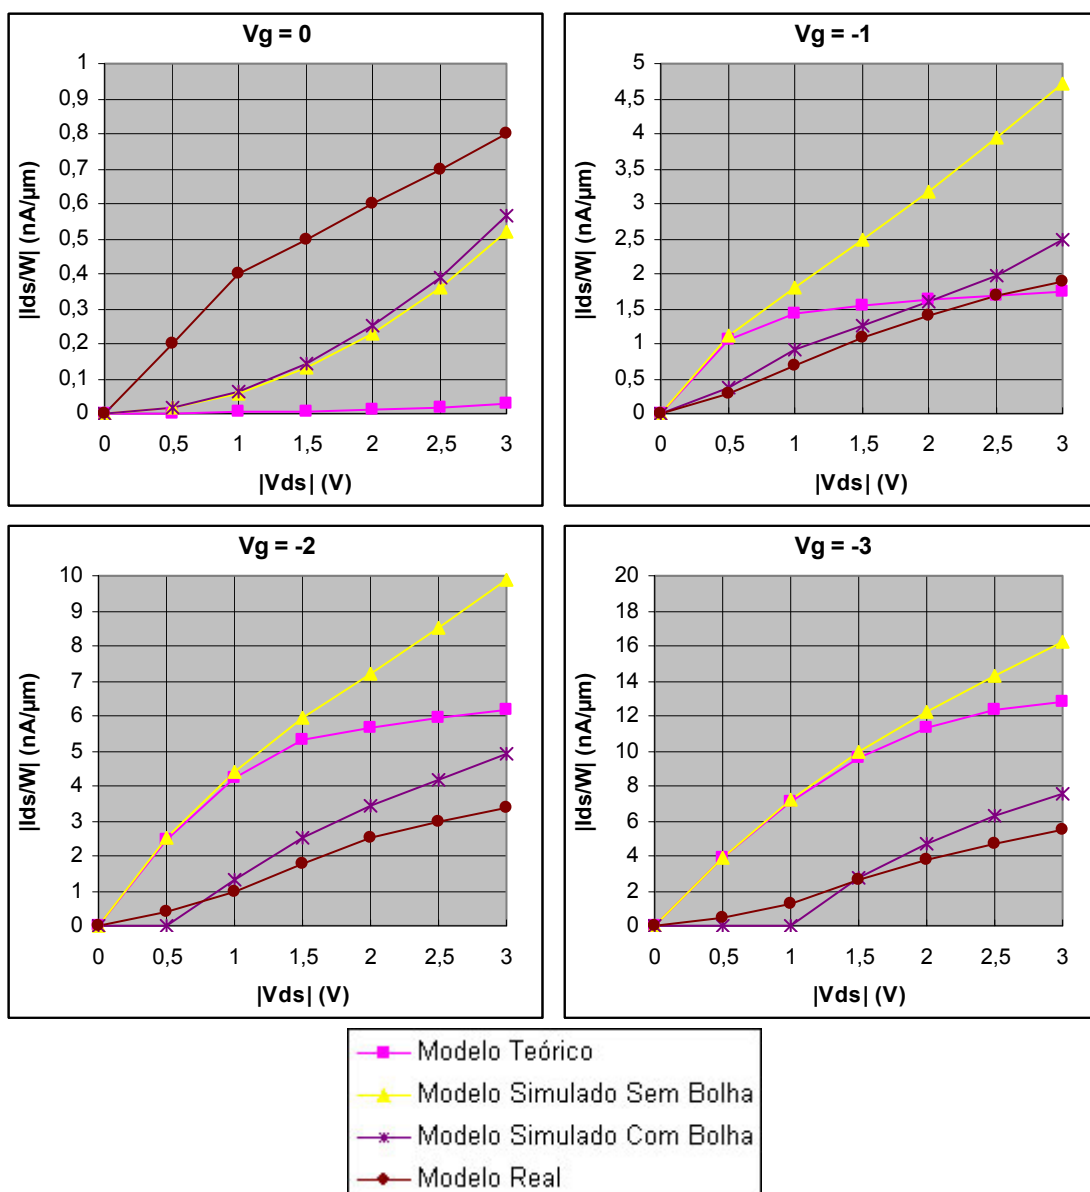 Vg = 0
|Ids/W| (nA/µm)
1
0,9
0,8
0,7
0,6
0,5
0,4
0,3
0,2
0,1
0
0 0,5 1 1,5 2 2,5 3
|Vds| (V)
Vg = -1
|Ids/W| (nA/µm)
5
4,5
4
3,5
3
2,5
2
1,5
1
0,5
0
0 0,5 1 1,5 2 2,5 3
|Vds| (V)
Vg = -2
|Ids/W| (nA/µm)
10
9
8
7
6
5
4
3
2
1
0
0 0,5 1 1,5 2 2,5 3
|Vds| (V)
Vg = -3
|Ids/W| (nA/µm)
20
18
16
14
12
10
8
6
4
2
0
0 0,5 1 1,5 2 2,5 3
|Vds| (V)
Modelo Teórico
Modelo Simulado Sem Bolha
Modelo Simulado Com Bolha
Modelo Real